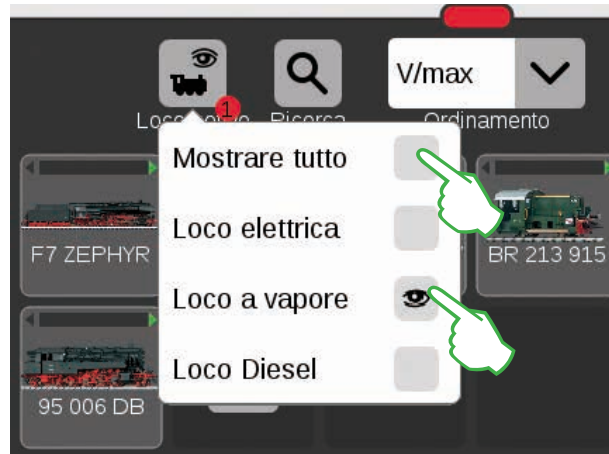 V/max
1
Ricerca
Ordinamento
Mostrare tutto
Loco elettrica
Loco a vapore
Loco Diesel
F7 ZEPHYR
BR 213 915
95 006 DB